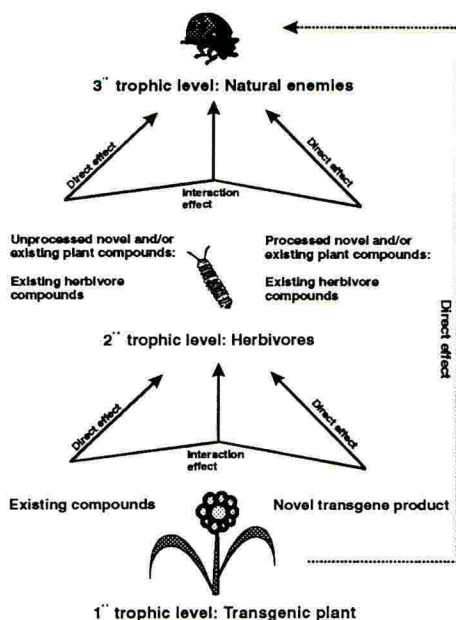 3¨ trophic level: Natural enemies
Direct effect
Interaction
effect
Direct effect
Unprocessed novel and/or
existing plant compounds:
Existing herbivore
compounds
Processed novel and/or
existing plant compounds:
Existing herbivore
compounds
2¨ trophic level: Herbivores
Direct effect
Interaction
effect
Direct effect
Direct effect
Existing compounds
Novel transgene product
1¨ trophic level: Transgenic plant